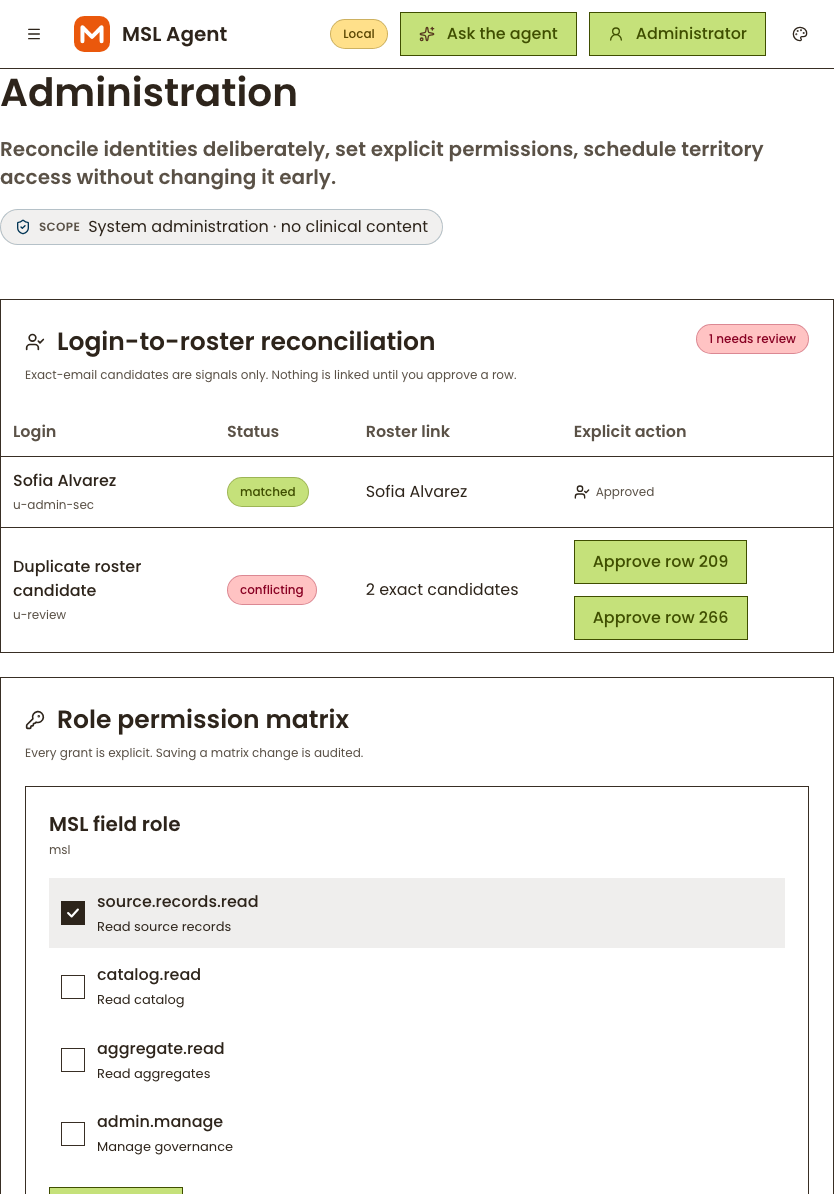 MSL Agent
Local
Ask the agent
Administrator
Administration
Reconcile identities deliberately, set explicit permissions, schedule territory
access without changing it early.
SCOPE System administration · no clinical content
Login-to-roster reconciliation
1 needs review
Exact-email candidates are signals only. Nothing is linked until you approve a row.
Login Status Roster link Explicit action
Sofia Alvarez
u-admin-sec
matched
Sofia Alvarez
Approved
Duplicate roster
candidate
u-review
conflicting
2 exact candidates
Approve row 209
Approve row 266
Role permission matrix
Every grant is explicit. Saving a matrix change is audited.
MSL field role
msl
source.records.read
Read source records
catalog.read
Read catalog
aggregate.read
Read aggregates
admin.manage
Manage governance